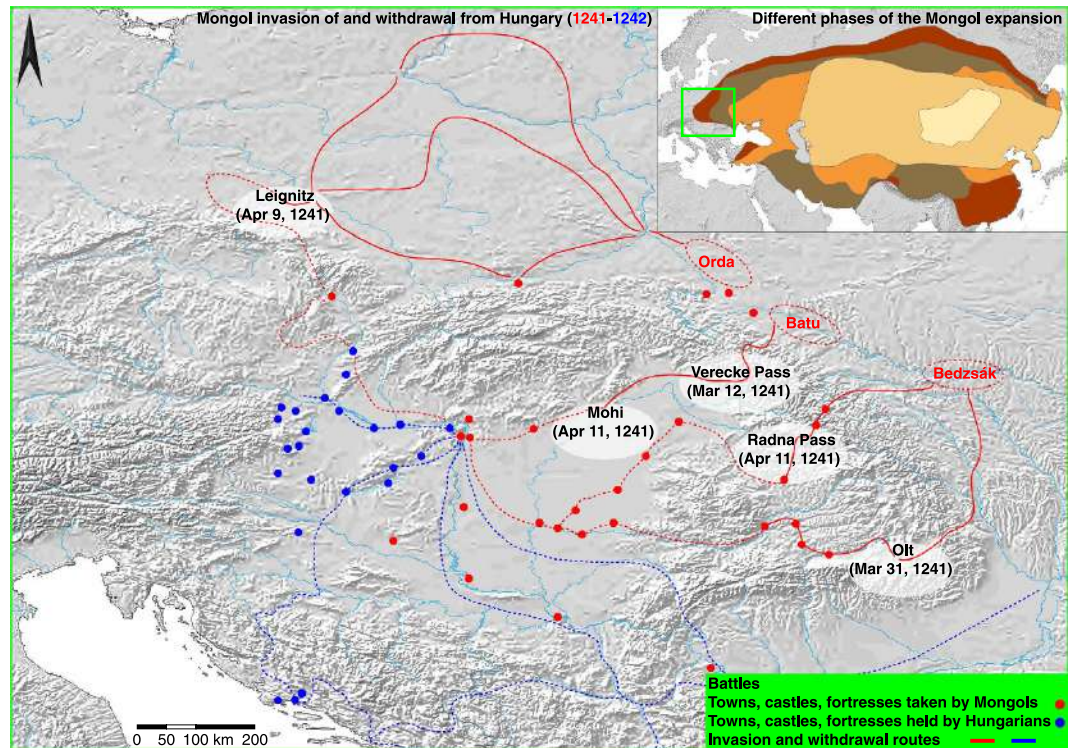 Mongol invasion of and withdrawal from Hungary (1241-1242)
Different phases of the Mongol expansion
Leignitz
(Apr 9, 1241)
Orda
Batu
Verecke Pass
(Mar 12, 1241)
Bedzsák
Mohi
(Apr 11, 1241)
Radna Pass
(Apr 11, 1241)
Olt
(Mar 31, 1241)
Battles
Towns, castles, fortresses taken by Mongols
Towns, castles, fortresses held by Hungarians
Invasion and withdrawal routes
0 50 100 km 200